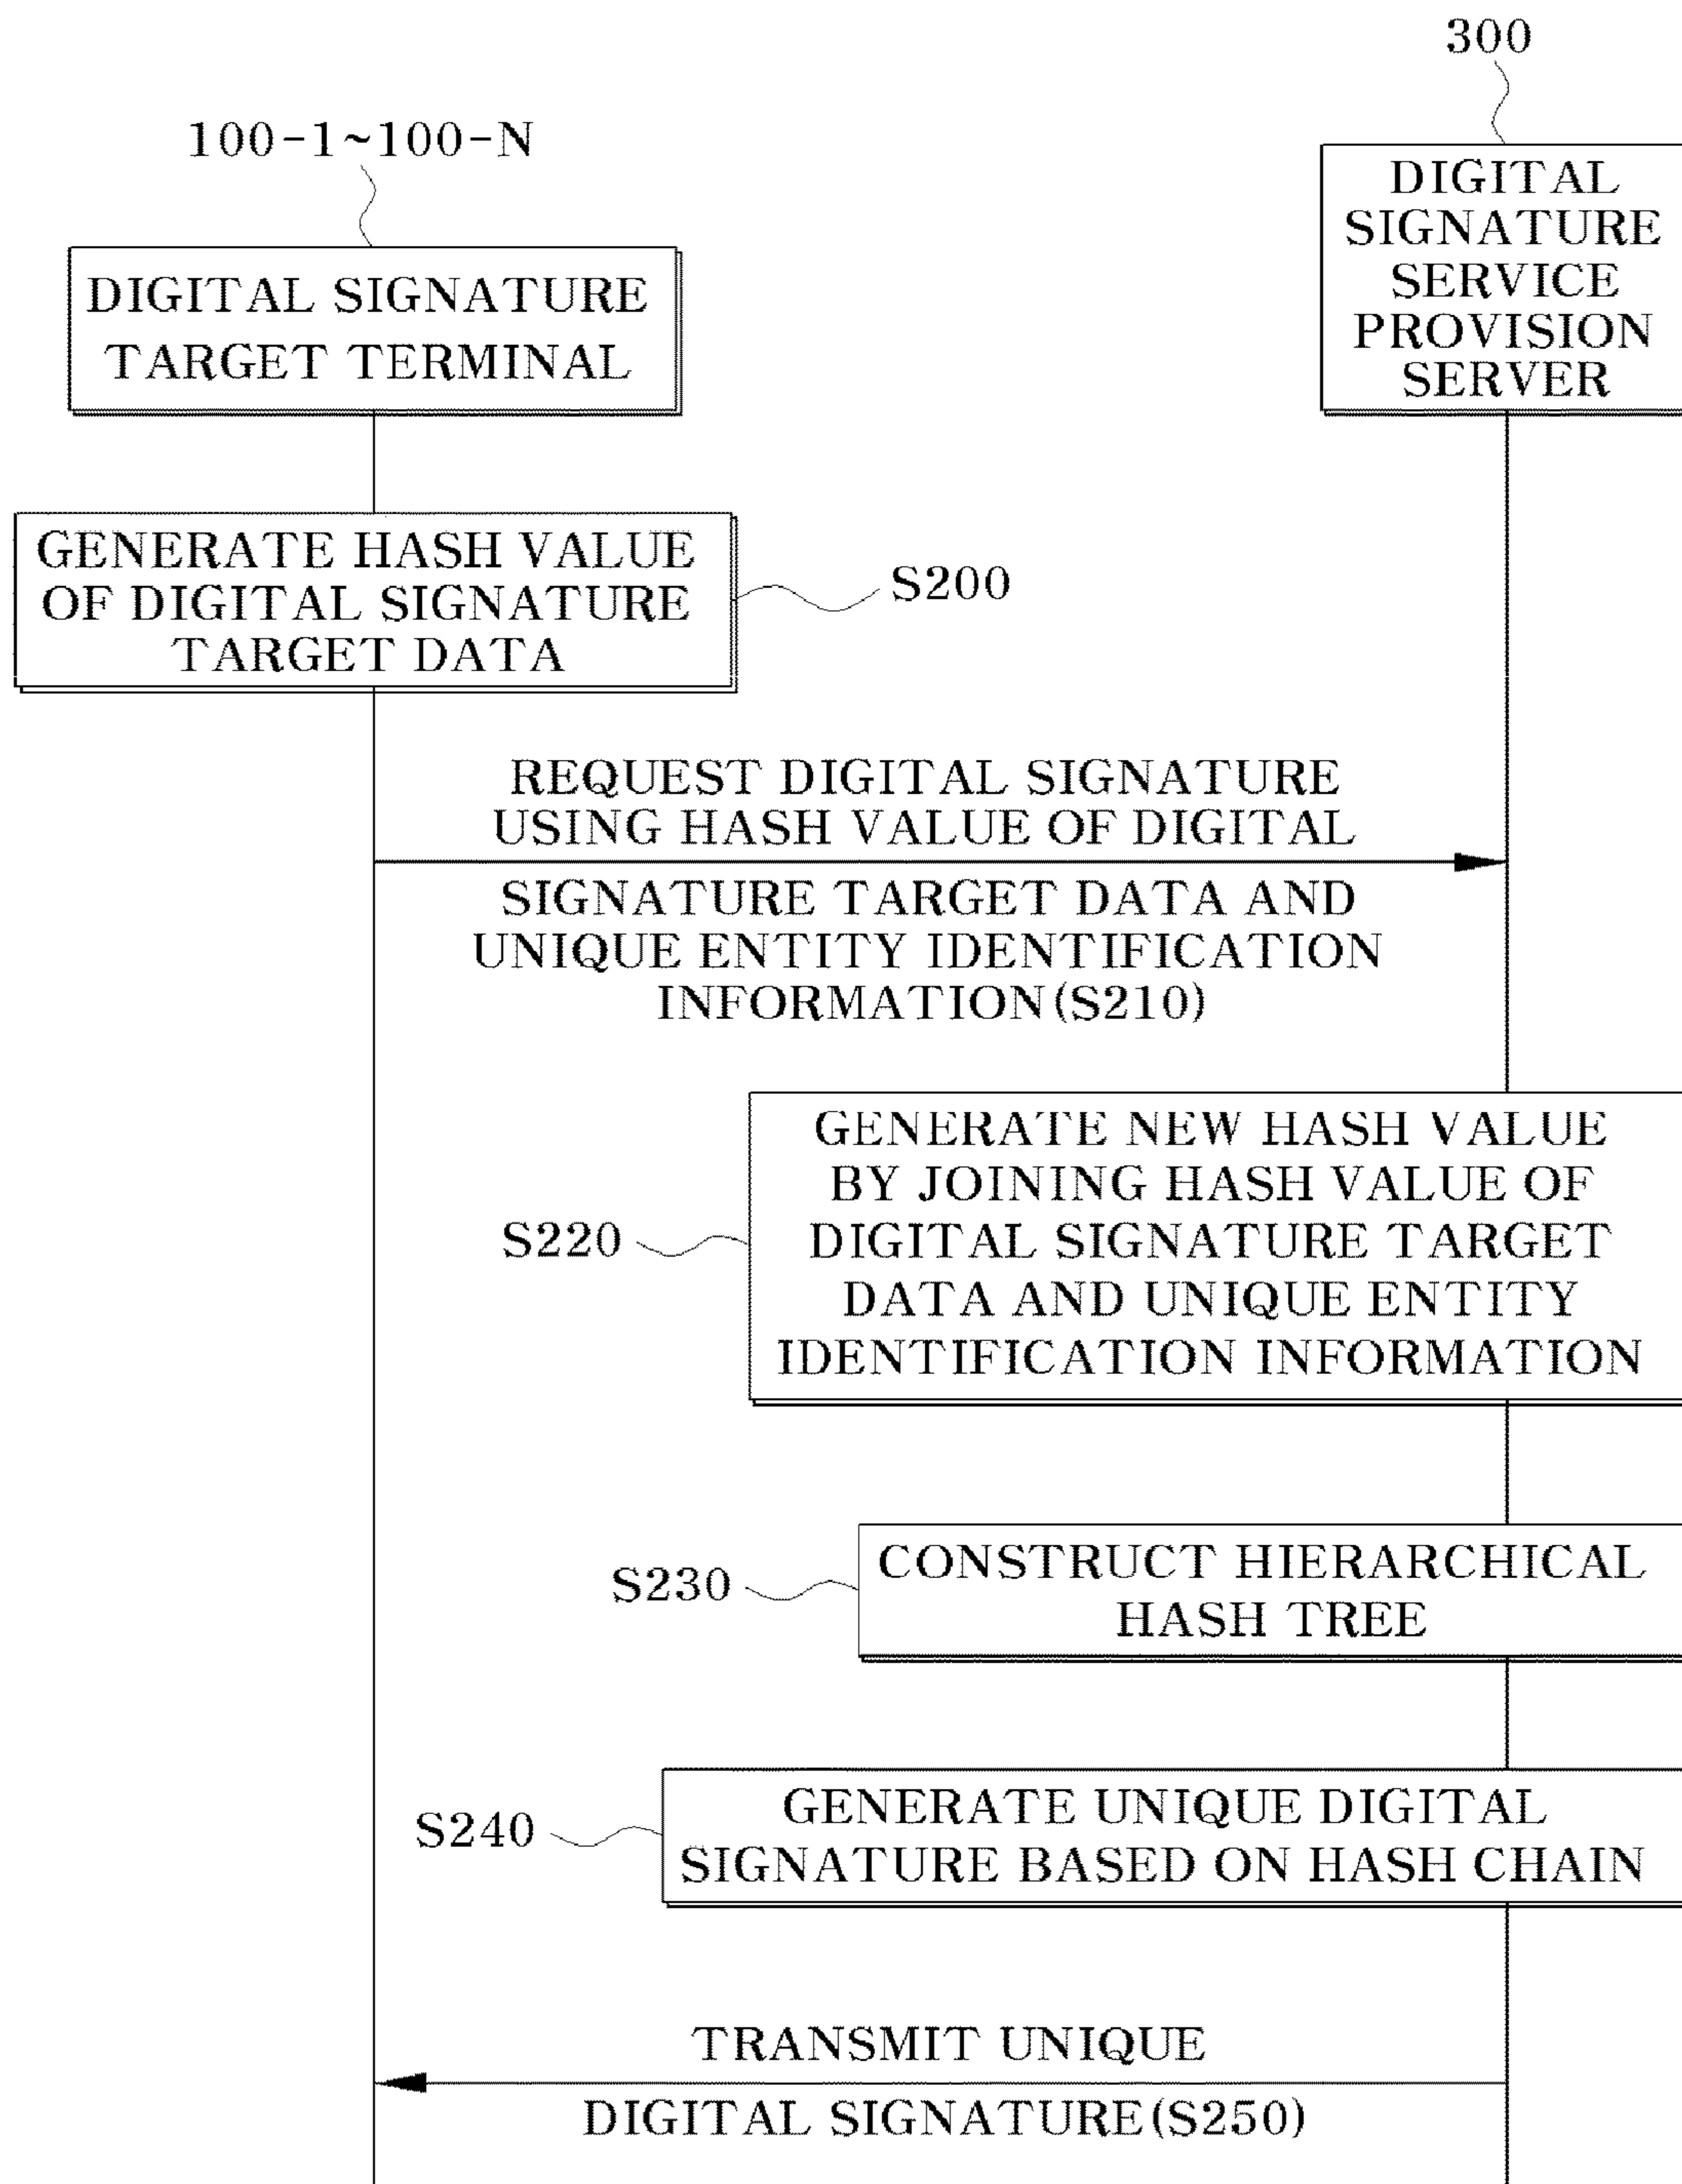 300
100-1~100-N
DIGITAL
SIGNATURE
SERVICE
PROVISION
SERVER
DIGITAL SIGNATURE
TARGET TERMINAL
GENERATE HASH VALUE
OF DIGITAL SIGNATURE
TARGET DATA
S200
REQUEST DIGITAL SIGNATURE
USING HASH VALUE OF DIGITAL
SIGNATURE TARGET DATA AND
UNIQUE ENTITY IDENTIFICATION
INFORMATION(S210)
GENERATE NEW HASH VALUE
BY JOINING HASH VALUE OF
DIGITAL SIGNATURE TARGET
DATA AND UNIQUE ENTITY
IDENTIFICATION INFORMATION
S220
CONSTRUCT HIERARCHICAL
HASH TREE
S230
GENERATE UNIQUE DIGITAL
SIGNATURE BASED ON HASH CHAIN
S240
TRANSMIT UNIQUE
DIGITAL SIGNATURE(S250)